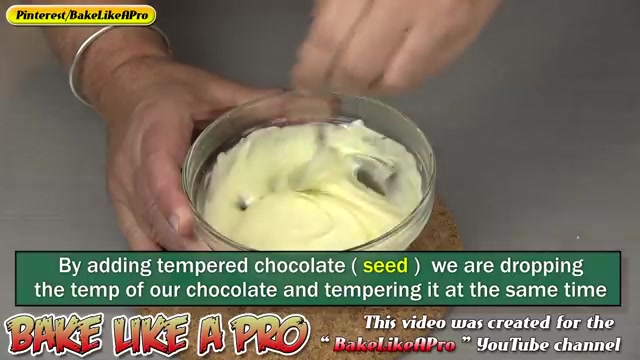 Pinterest/BakeLikeAPro
By adding tempered chocolate ( seed ) we are dropping
the temp of our chocolate and tempering it at the same time
BAKE LIKE A PRO
This video was created for the
“ BakeLikeAPro ” YouTube channel